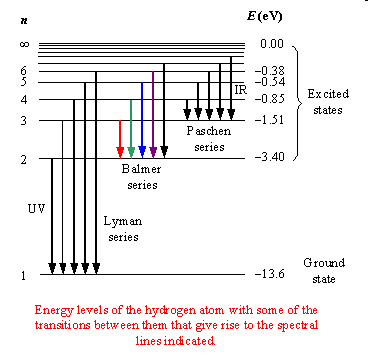 n E (eV)
∞ 0.00
6 –0.38
5 –0.54
IR
4 –0.85
Excited
states
3 –1.51
Paschen
series
2 –3.40
Balmer
series
UV
Lyman
series
Ground
state
1 –13.6
Energy levels of the hydrogen atom with some of the
transitions between them that give rise to the spectral
lines indicated.